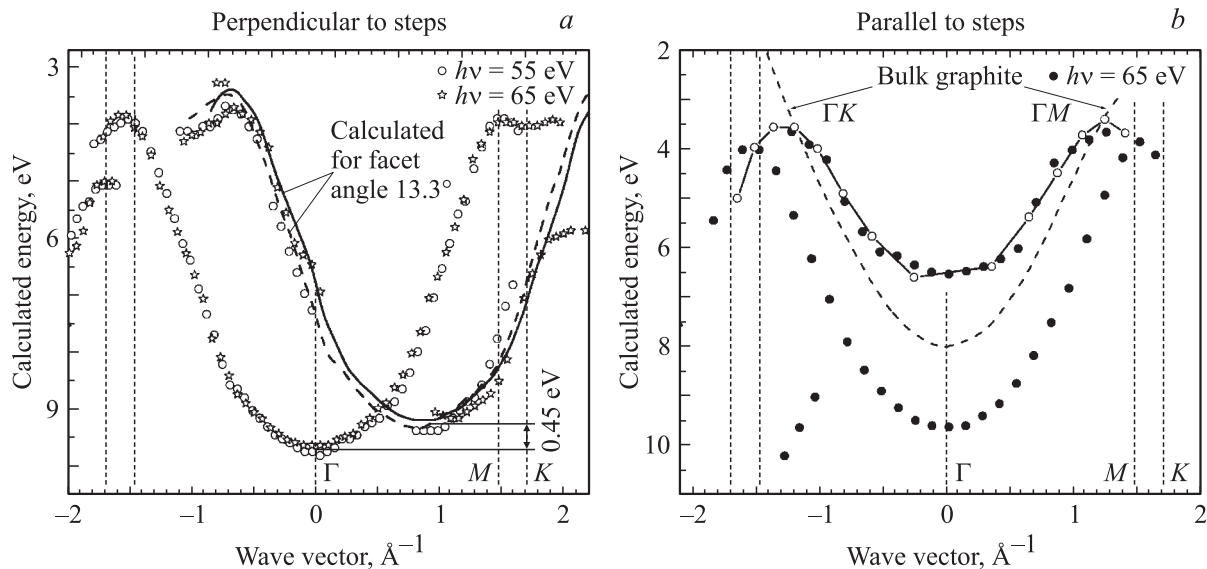 Perpendicular to steps
a
3
6
9
Calculated energy, eV
hν = 55 eV
hν = 65 eV
Calculated
for facet
angle 13.3°
0.45 eV
Γ
M
K
−2
−1
0
1
2
Wave vector, Å−1
Parallel to steps
b
2
4
6
8
10
Calculated energy, eV
Bulk graphite
hν = 65 eV
ΓK
ΓM
Γ
M
K
−2
−1
0
1
2
Wave vector, Å−1